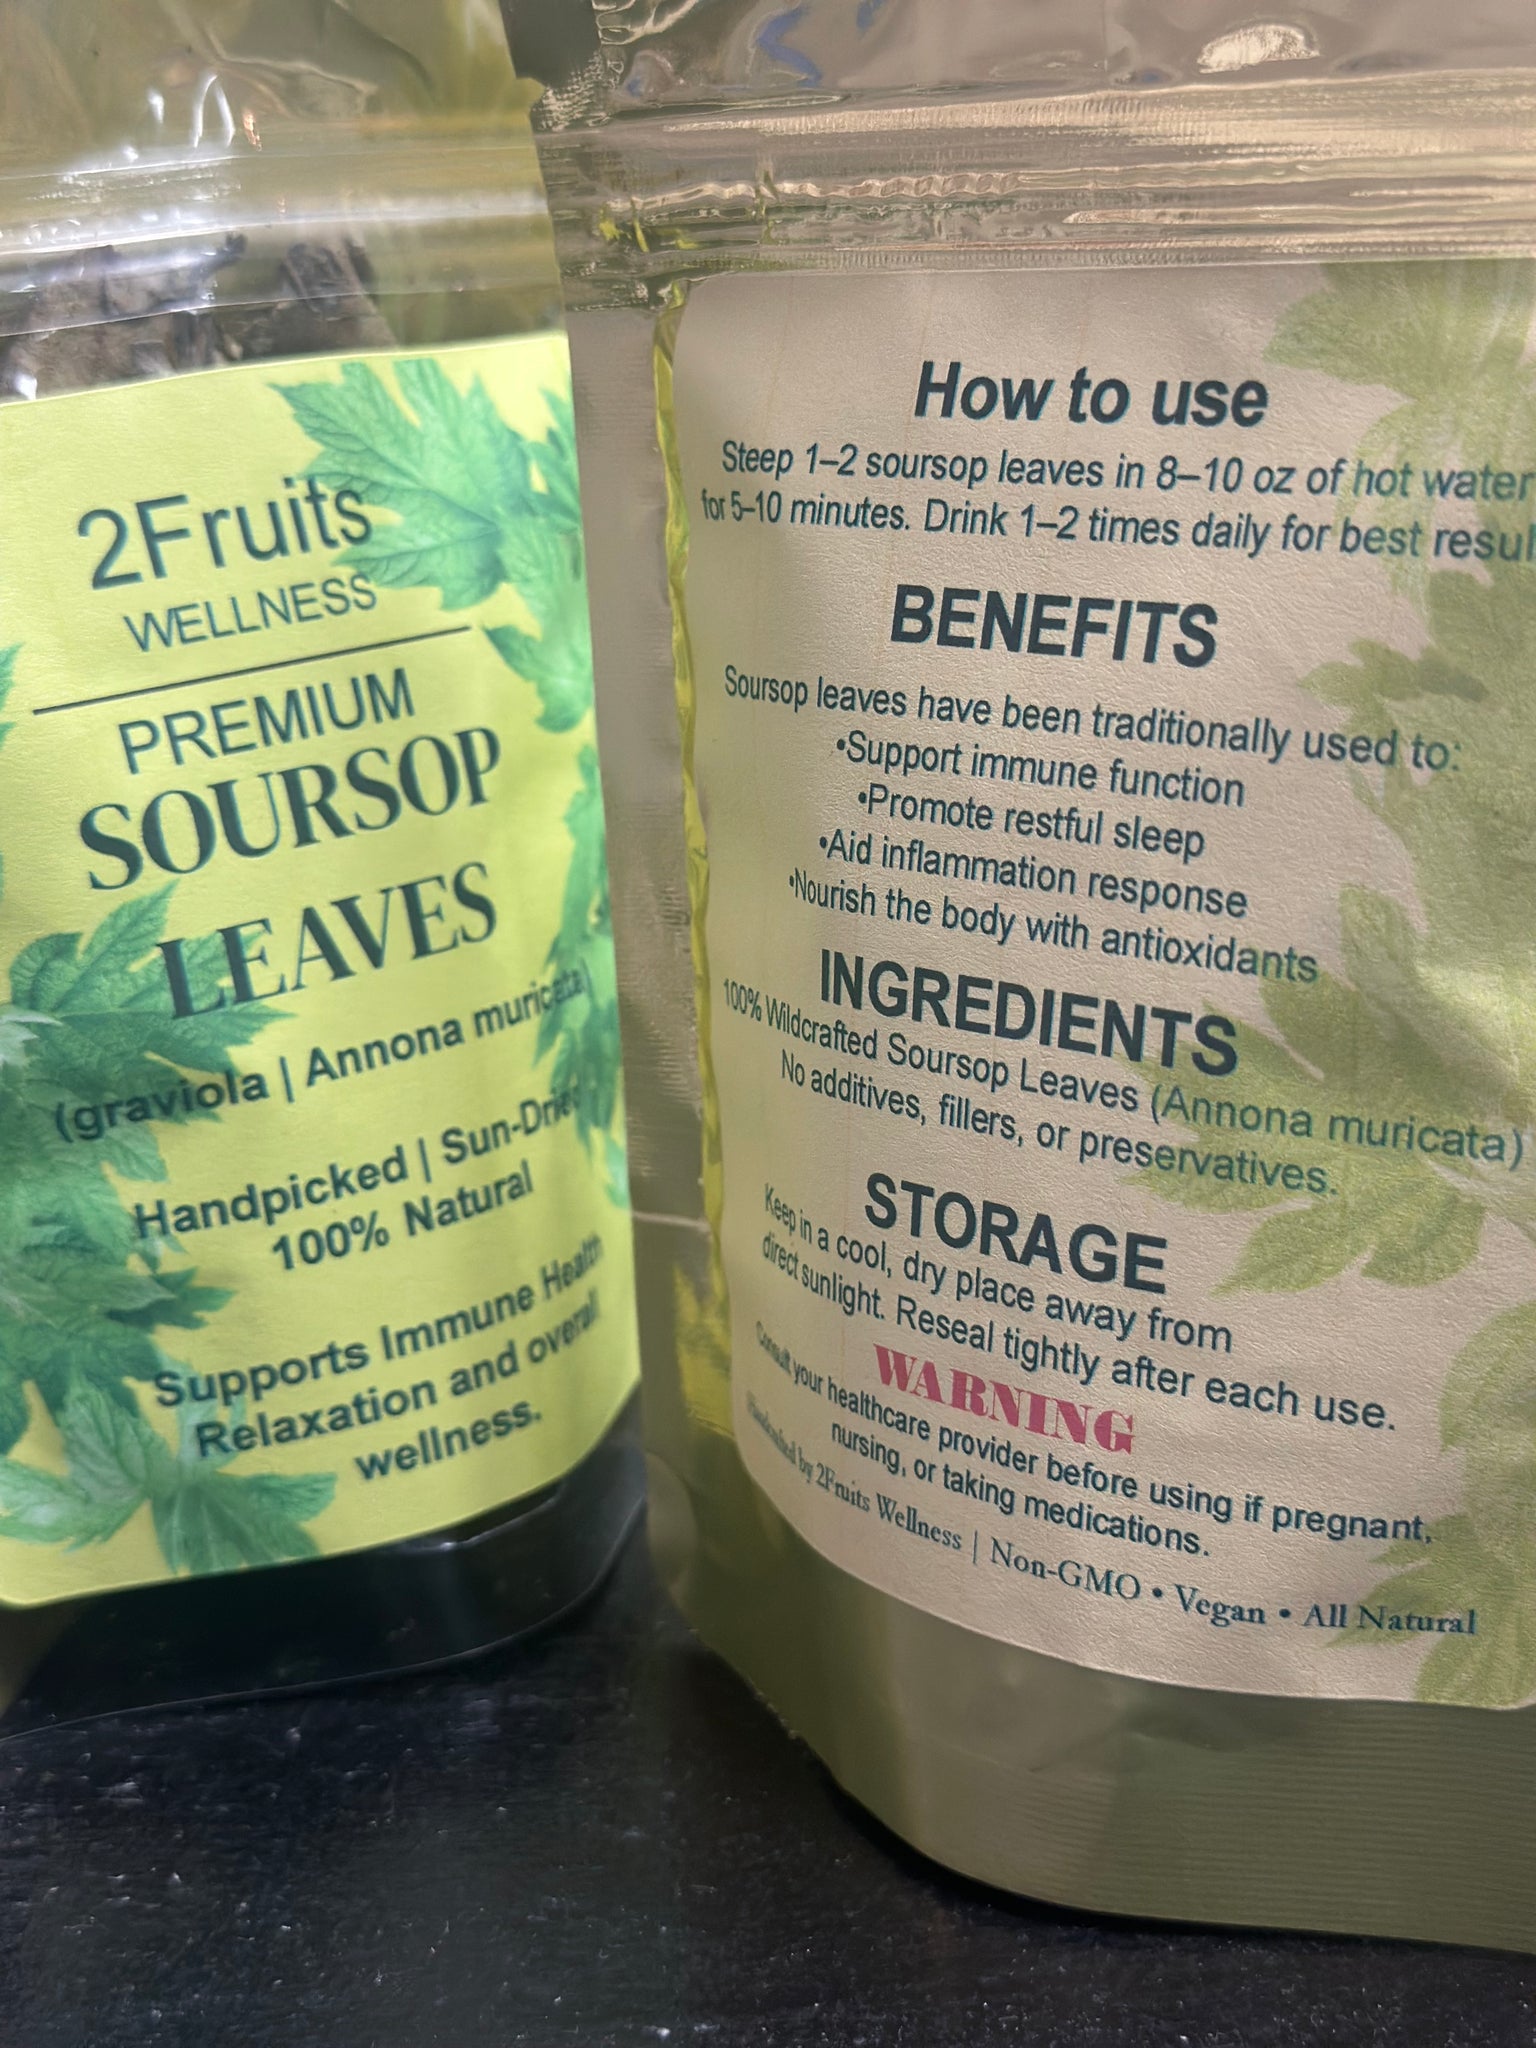 2Fruits
WELLNESS
PREMIUM
SOURSOP
LEAVES
(graviola | Annona muricata)
Handpicked | Sun-Dried
100% Natural
Supports Immune Health
Relaxation and overall
wellness.
How to use
Steep 1–2 soursop leaves in 8–10 oz of hot water
for 5–10 minutes. Drink 1–2 times daily for best resul
BENEFITS
Soursop leaves have been traditionally used to:
•Support immune function
•Promote restful sleep
•Aid inflammation response
•Nourish the body with antioxidants
INGREDIENTS
100% Wildcrafted Soursop Leaves (Annona muricata)
No additives, fillers, or preservatives.
STORAGE
Keep in a cool, dry place away from
direct sunlight. Reseal tightly after each use.
WARNING
Consult your healthcare provider before using if pregnant,
nursing, or taking medications.
by 2Fruits Wellness | Non-GMO • Vegan • All Natural